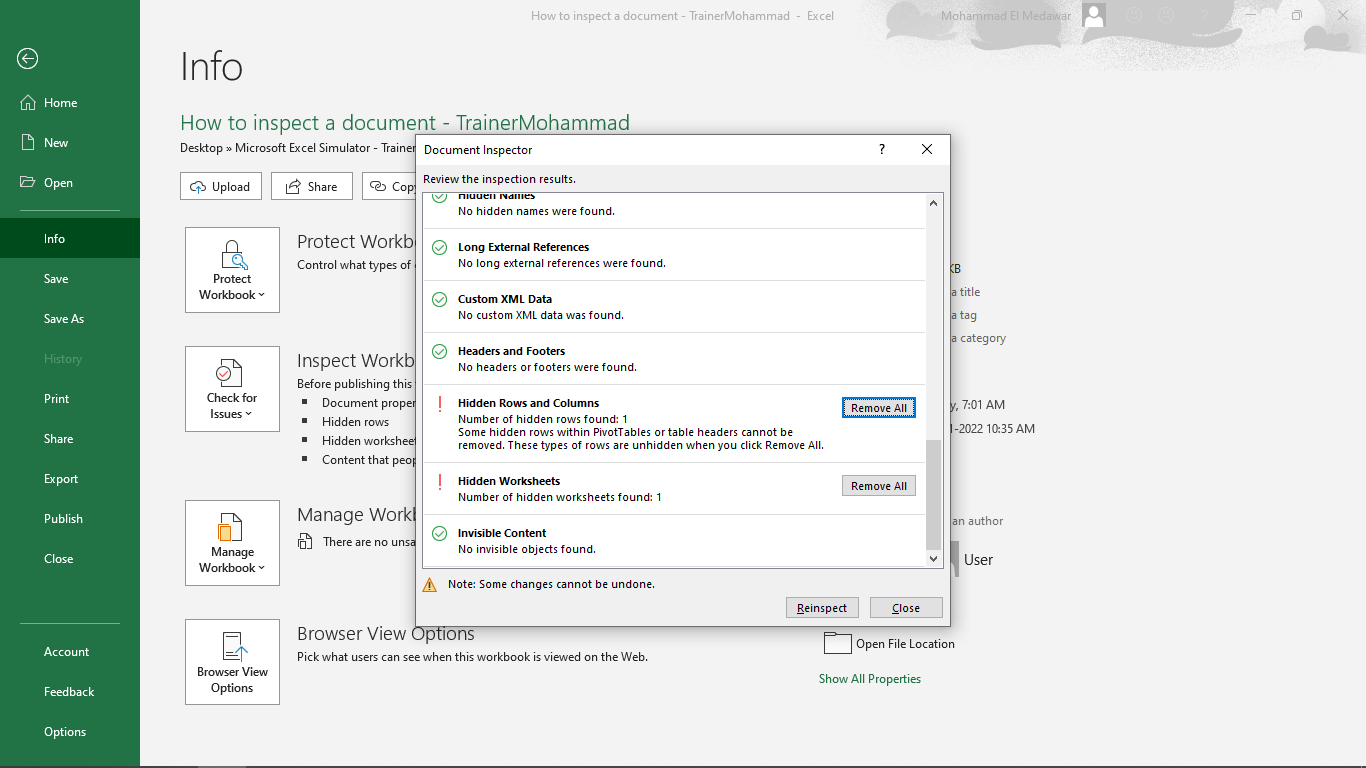 How to inspect a document - TrainerMohammad - Excel
Mohammad El Medawar
Info
Home
New
Open
Info
Save
Save As
History
Print
Share
Export
Publish
Close
Account
Feedback
Options
How to inspect a document - TrainerMohammad
Desktop » Microsoft Excel Simulator - Trainer
Upload
Share
Copy
Protect
Workbook
Protect Workbo
Control what types of
Check for
Issues
Inspect Workb
Before publishing this
Document proper
Hidden rows
Hidden worksheet
Content that peop
Manage
Workbook
Manage Workb
There are no unsa
Browser View
Options
Browser View Options
Pick what users can see when this workbook is viewed on the Web.
Document Inspector
?
Review the inspection results.
Hidden Names
No hidden names were found.
Long External References
No long external references were found.
Custom XML Data
No custom XML data was found.
Headers and Footers
No headers or footers were found.
Hidden Rows and Columns
Number of hidden rows found: 1
Some hidden rows within PivotTables or table headers cannot be
removed. These types of rows are unhidden when you click Remove All.
Remove All
Hidden Worksheets
Number of hidden worksheets found: 1
Remove All
Invisible Content
No invisible objects found.
Note: Some changes cannot be undone.
Reinspect
Close
KB
a title
a tag
a category
y, 7:01 AM
-2022 10:35 AM
an author
User
Open File Location
Show All Properties